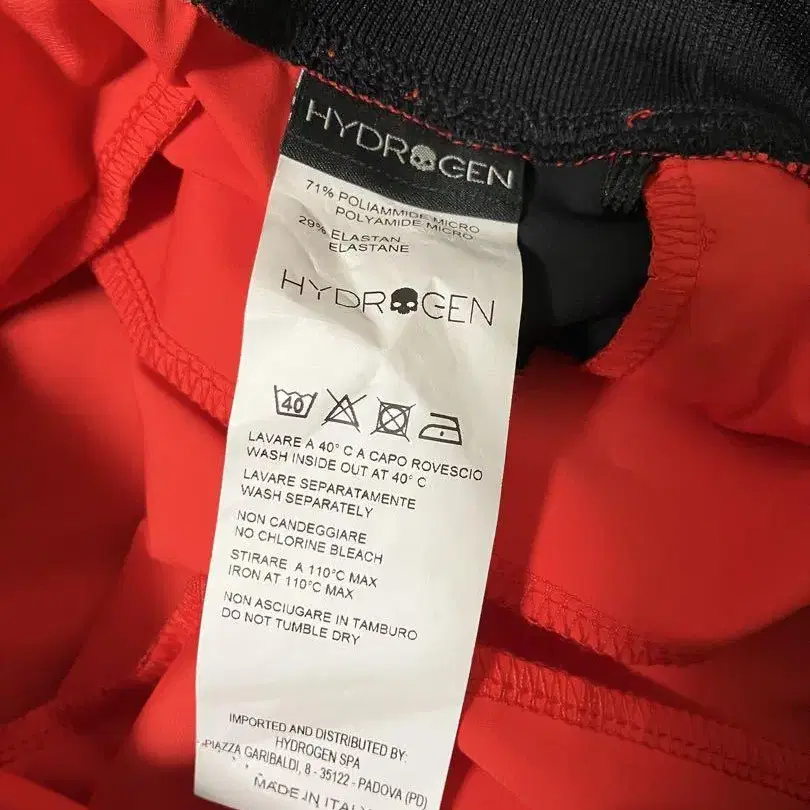 HYDROGEN
71% POLIAMMIDE MICRO
POLYAMIDE MICRO
29% ELASTAN
ELASTANE
HYDROGEN
40
LAVARE A 40° C A CAPO ROVESCIO
WASH INSIDE OUT AT 40° C
LAVARE SEPARATAMENTE
WASH SEPARATELY
NON CANDEGGIARE
NO CHLORINE BLEACH
STIRARE A 110°C MAX
IRON AT 110°C MAX
NON ASCIUGARE IN TAMBURO
DO NOT TUMBLE DRY
IMPORTED AND DISTRIBUTED BY:
HYDROGEN SPA
PIAZZA GARIBALDI, 8 - 35122 - PADOVA (PD)
MADE IN ITALY